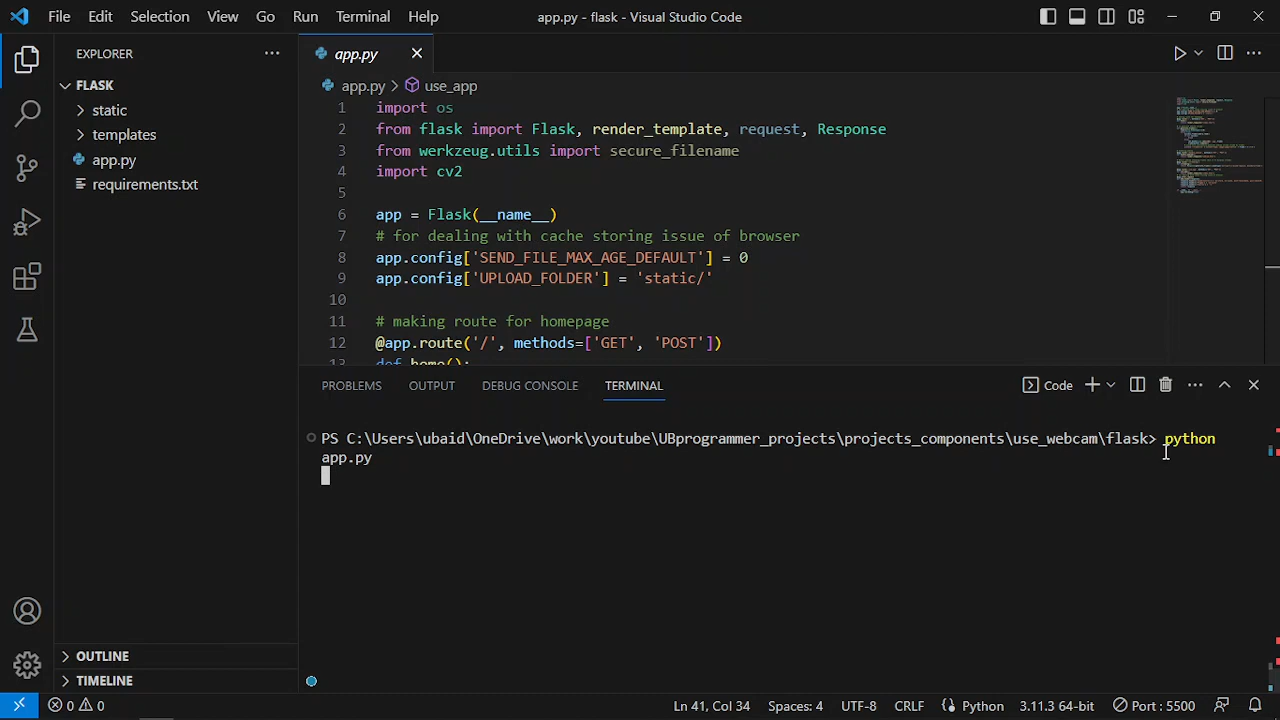 File Edit Selection View Go Run Terminal Help app.py - flask - Visual Studio Code
EXPLORER
FLASK
static
templates
app.py
requirements.txt
OUTLINE
TIMELINE
app.py
app.py > use_app
1 import os
2 from flask import Flask, render_template, request, Response
3 from werkzeug.utils import secure_filename
4 import cv2
5
6 app = Flask(__name__)
7 # for dealing with cache storing issue of browser
8 app.config['SEND_FILE_MAX_AGE_DEFAULT'] = 0
9 app.config['UPLOAD_FOLDER'] = 'static/'
10
11 # making route for homepage
12 @app.route('/', methods=['GET', 'POST'])
13 def home():
PROBLEMS OUTPUT DEBUG CONSOLE TERMINAL Code
PS C:\Users\ubaid\OneDrive\work\youtube\UBprogrammer_projects\projects_components\use_webcam\flask> python
app.py
0 0 Ln 41, Col 34 Spaces: 4 UTF-8 CRLF Python 3.11.3 64-bit Port : 5500